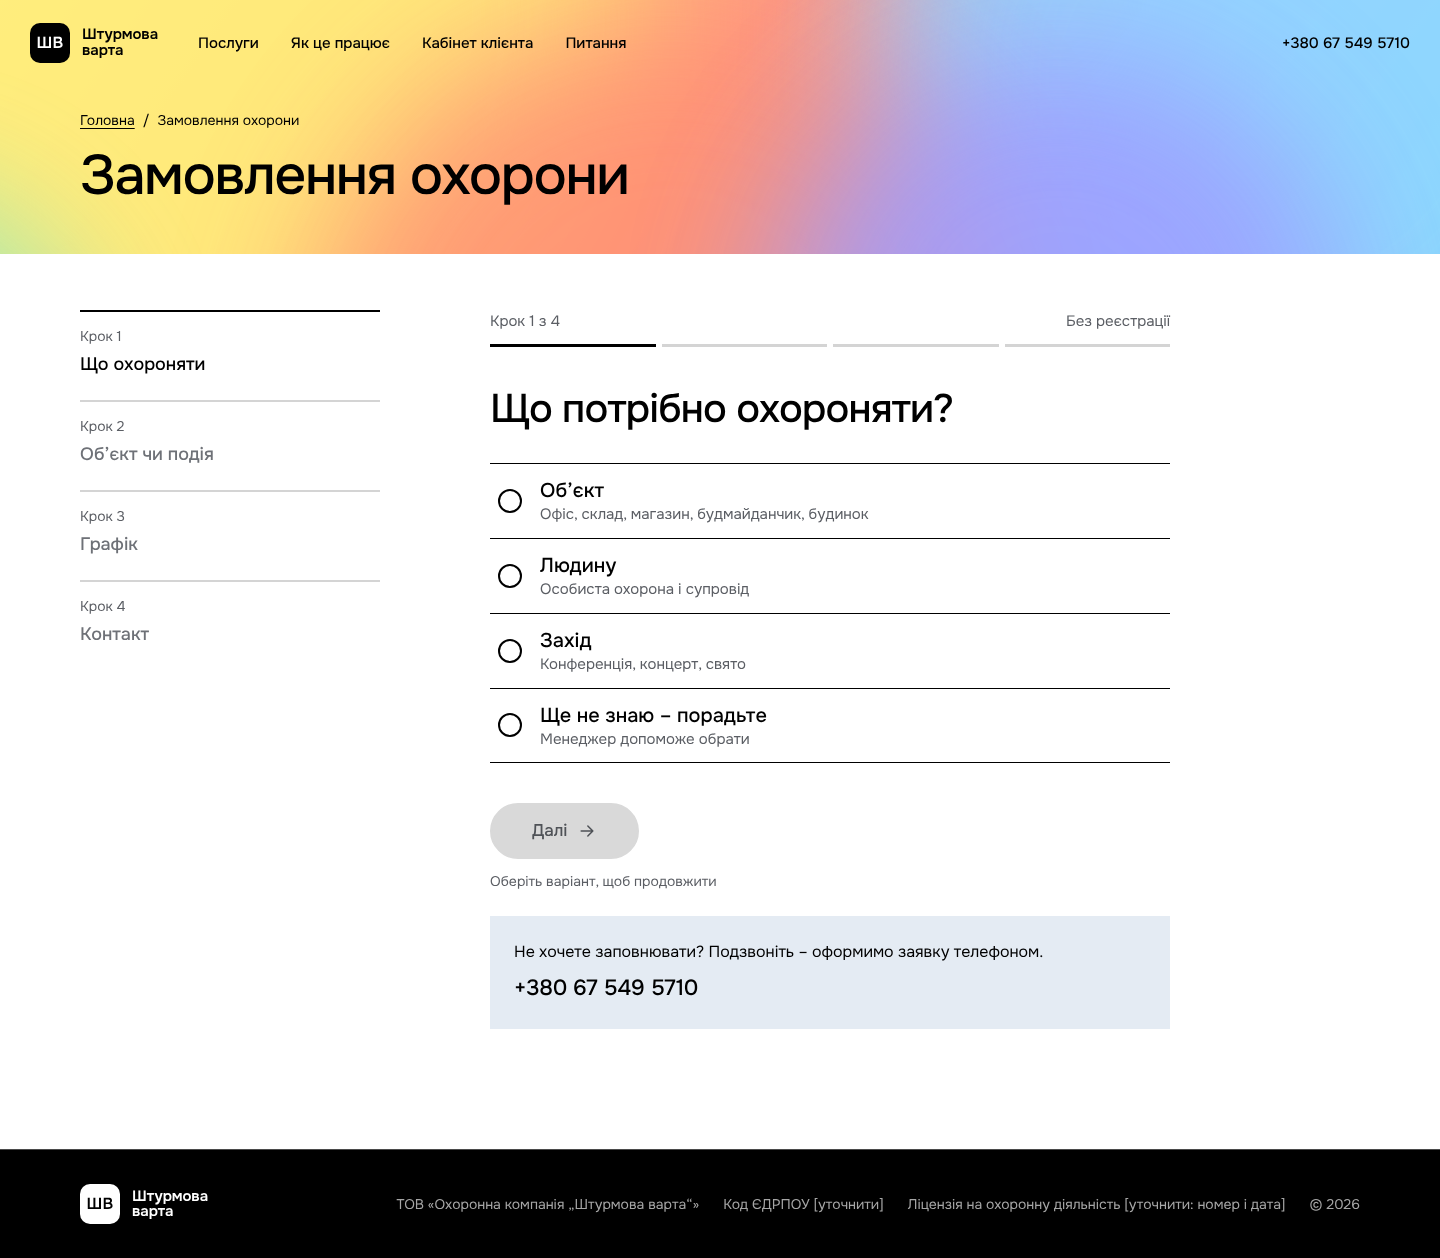 ШВ
Штурмова
варта
Послуги
Як це працює
Кабінет клієнта
Питання
+380 67 549 5710
Головна / Замовлення охорони
Замовлення охорони
Крок 1
Що охороняти
Крок 2
Об’єкт чи подія
Крок 3
Графік
Крок 4
Контакт
Крок 1 з 4
Без реєстрації
Що потрібно охороняти?
Об’єкт
Офіс, склад, магазин, будмайданчик, будинок
Людину
Особиста охорона і супровід
Захід
Конференція, концерт, свято
Ще не знаю – порадьте
Менеджер допоможе обрати
Далі →
Оберіть варіант, щоб продовжити
Не хочете заповнювати? Подзвоніть – оформимо заявку телефоном.
+380 67 549 5710
ШВ
Штурмова
варта
ТОВ «Охоронна компанія „Штурмова варта“»
Код ЄДРПОУ [уточнити]
Ліцензія на охоронну діяльність [уточнити: номер і дата]
© 2026